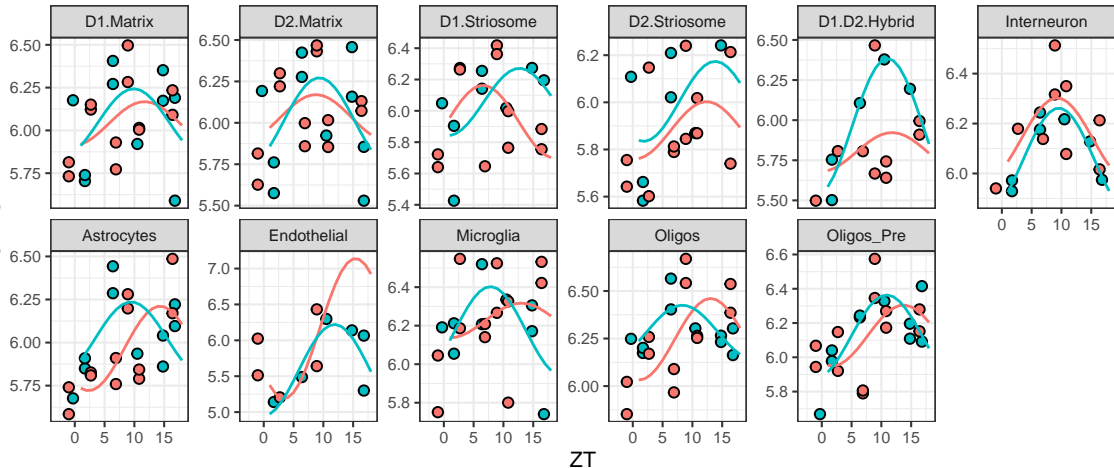 D1.Matrix D2.Matrix D1.Striosome D2.Striosome D1.D2.Hybrid Interneuron
6.50 6.50 6.4 6.2 6.50 6.4
6.25 6.25 6.2 6.0 6.25 6.2
6.00 6.00 6.0 5.8 6.00 6.0
5.75 5.75 5.8 5.6 5.75
5.50 5.6 5.50
5.4
0 5 10 15
Astrocytes Endothelial Microglia Oligos Oligos_Pre
6.50 7.0 6.4 6.50 6.6
6.25 6.5 6.2 6.25 6.4
6.00 6.0 6.0 6.00 6.2
5.75 5.5 5.8 6.0
5.0 5.8
0 5 10 15 0 5 10 15 0 5 10 15 0 5 10 15 0 5 10 15
ZT